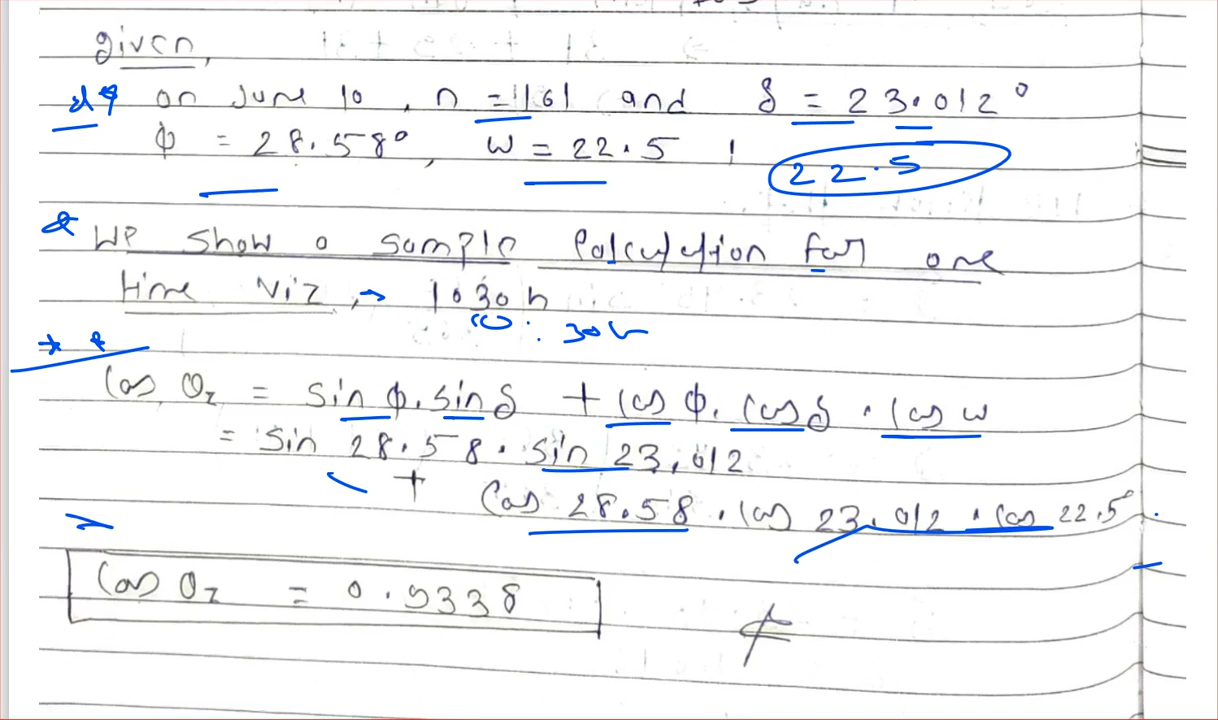 given,
on June 10, n = 161 and δ = 23.012°
φ = 28.58°, ω = 22.5
22.5
We show a sample Calculation for one
time viz, → 1030h
: 30h
Cos θz = Sin φ. Sin δ + Cos φ. Cos δ . Cos ω
= Sin 28.58 . Sin 23.012
+ Cos 28.58 . Cos 23.012 . Cos 22.5°.
Cos θz = 0.9338